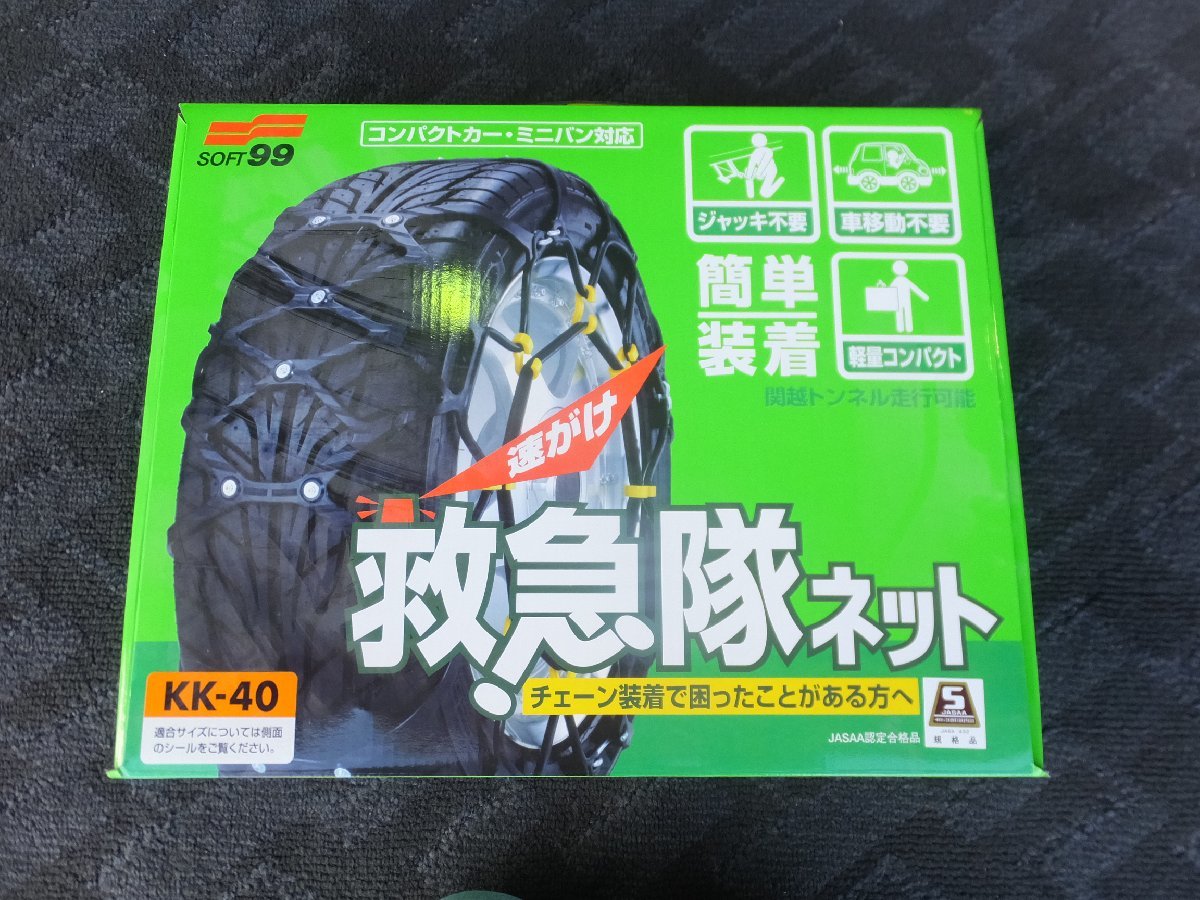 SOFT99
コンパクトカー・ミニバン対応
ジャッキ不要
車移動不要
簡単
装着
軽量コンパクト
関越トンネル走行可能
速がけ
救急隊ネット
チェーン装着で困ったことがある方へ
KK-40
適合サイズについては側面
のシールをご覧ください。
JASAA認定合格品
S
JASAA
規格品